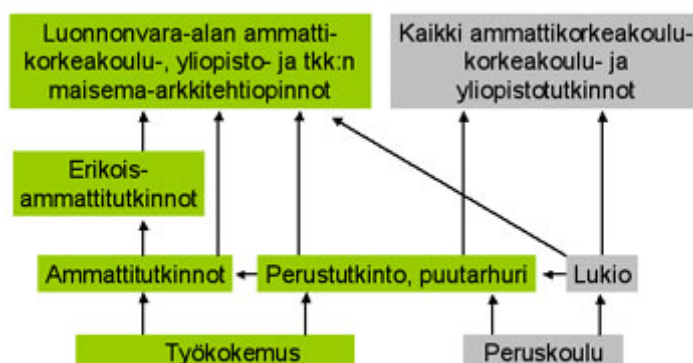 Luonnonvara-alan ammatti-
korkeakoulu-, yliopisto- ja tkk:n
maisema-arkkitehtiopinnot
Kaikki ammattikorkeakoulu-
korkeakoulu- ja
yliopistotutkinnot
Erikois-
ammattitutkinnot
Ammattitutkinnot
Perustutkinto, puutarhuri
Lukio
Työkokemus
Peruskoulu